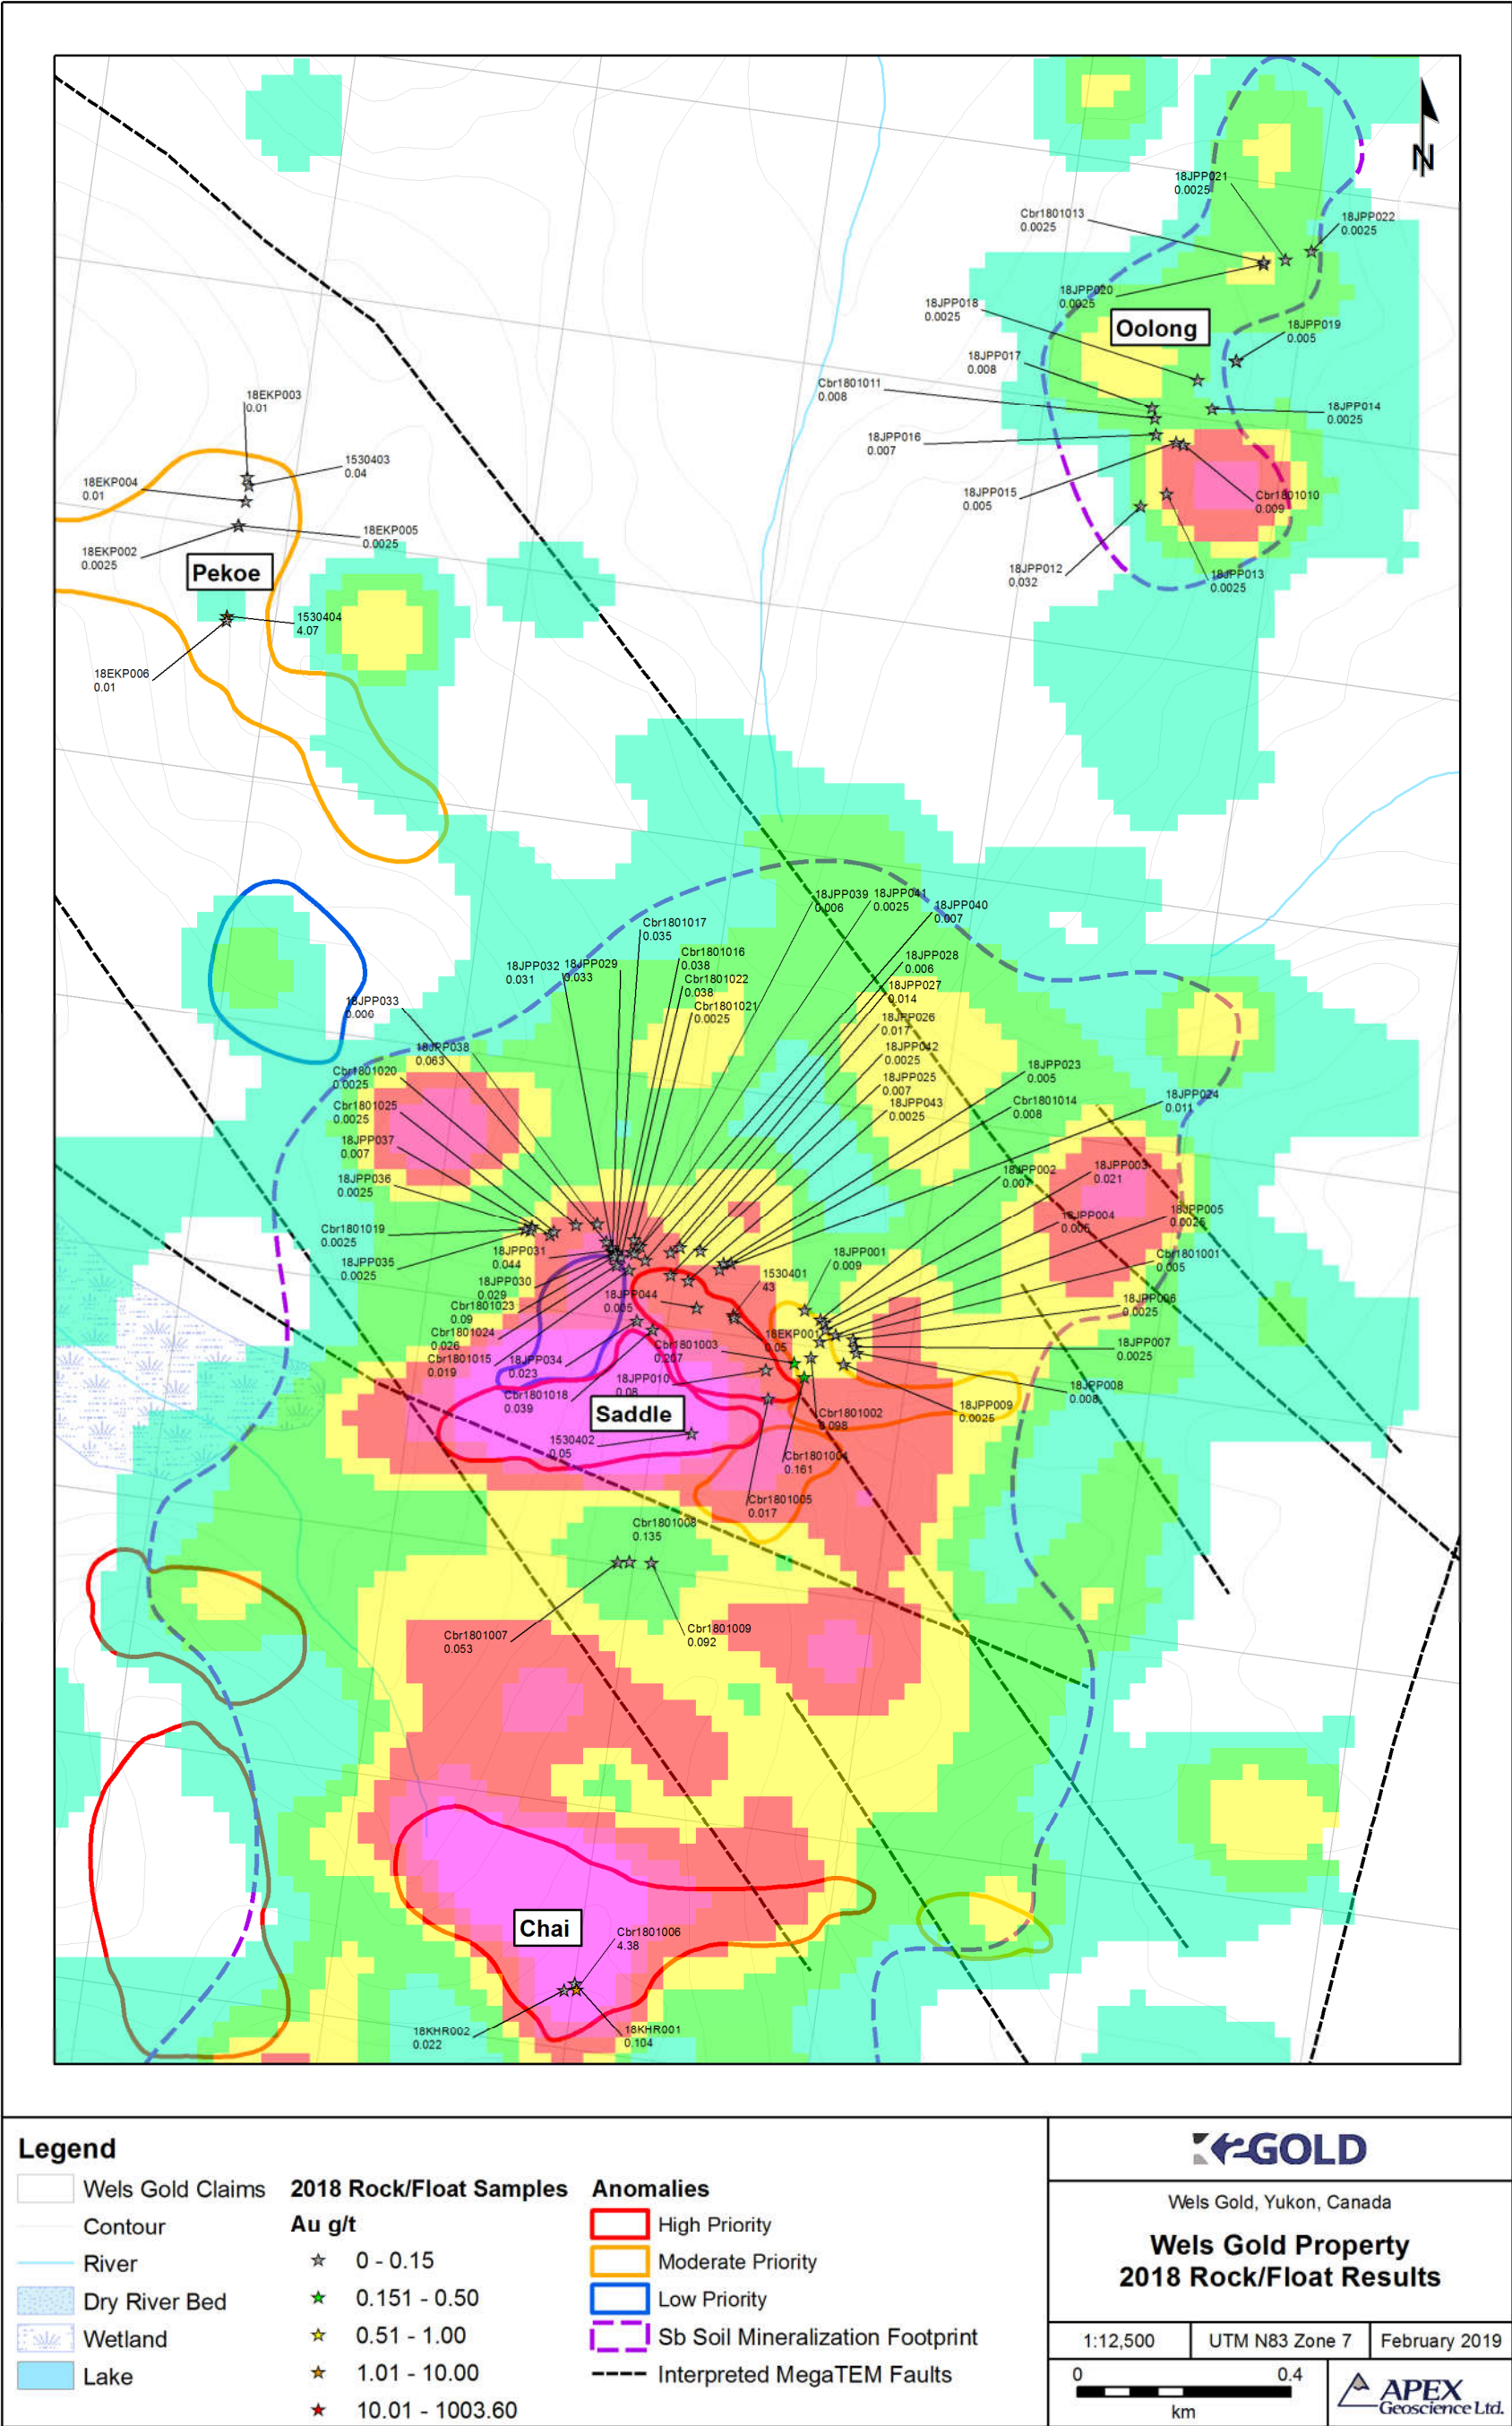 N
18JPP021
0.0025
Cbr1801013
0.0025
18JPP022
0.0025
18JPP020
0.0025
18JPP018
0.0025
Oolong
18JPP019
0.005
18JPP017
0.008
Cbr1801011
0.008
18JPP014
0.0025
18JPP016
0.007
18JPP015
0.005
Cbr1801010
0.009
18JPP012
0.032
18JPP013
0.0025
18EKP003
0.01
1530403
0.04
18EKP004
0.01
18EKP005
0.0025
18EKP002
0.0025
Pekoe
1530404
4.07
18EKP006
0.01
18JPP039
0.006
18JPP041
0.0025
18JPP040
0.007
Cbr1801017
0.035
18JPP032
0.031
18JPP029
0.033
Cbr1801016
0.038
Cbr1801022
0.038
Cbr1801021
0.0025
18JPP028
0.006
18JPP027
0.014
18JPP026
0.017
18JPP042
0.0025
18JPP025
0.007
18JPP043
0.0025
18JPP033
0.006
18JPP038
0.063
Cbr1801020
0.0025
Cbr1801025
0.0025
18JPP037
0.007
18JPP036
0.0025
Cbr1801019
0.0025
18JPP035
0.0025
18JPP023
0.005
Cbr1801014
0.008
18JPP024
0.011
18JPP002
0.007
18JPP003
0.021
18JPP004
0.005
18JPP005
0.0025
Cbr1801001
0.005
18JPP006
0.0025
18JPP007
0.0025
18JPP008
0.008
18JPP009
0.0025
18JPP001
0.009
1530401
43
18JPP031
0.044
18JPP030
0.029
Cbr1801023
0.09
Cbr1801024
0.026
Cbr1801015
0.019
18JPP044
0.005
18JPP034
0.023
Cbr1801018
0.039
18EKP001
0.05
Cbr1801003
0.207
18JPP010
0.08
Saddle
1530402
0.05
Cbr1801002
0.098
Cbr1801004
0.161
Cbr1801005
0.017
Cbr1801008
0.135
Cbr1801007
0.053
Cbr1801009
0.092
Chai
Cbr1801006
4.38
18KHR002
0.022
18KHR001
0.104
Legend
Wels Gold Claims
Contour
River
Dry River Bed
Wetland
Lake
2018 Rock/Float Samples
Au g/t
0 - 0.15
0.151 - 0.50
0.51 - 1.00
1.01 - 10.00
10.01 - 1003.60
Anomalies
High Priority
Moderate Priority
Low Priority
Sb Soil Mineralization Footprint
Interpreted MegaTEM Faults
K2 GOLD
Wels Gold, Yukon, Canada
Wels Gold Property
2018 Rock/Float Results
1:12,500
UTM N83 Zone 7
February 2019
0 0.4
km
APEX
Geoscience Ltd.